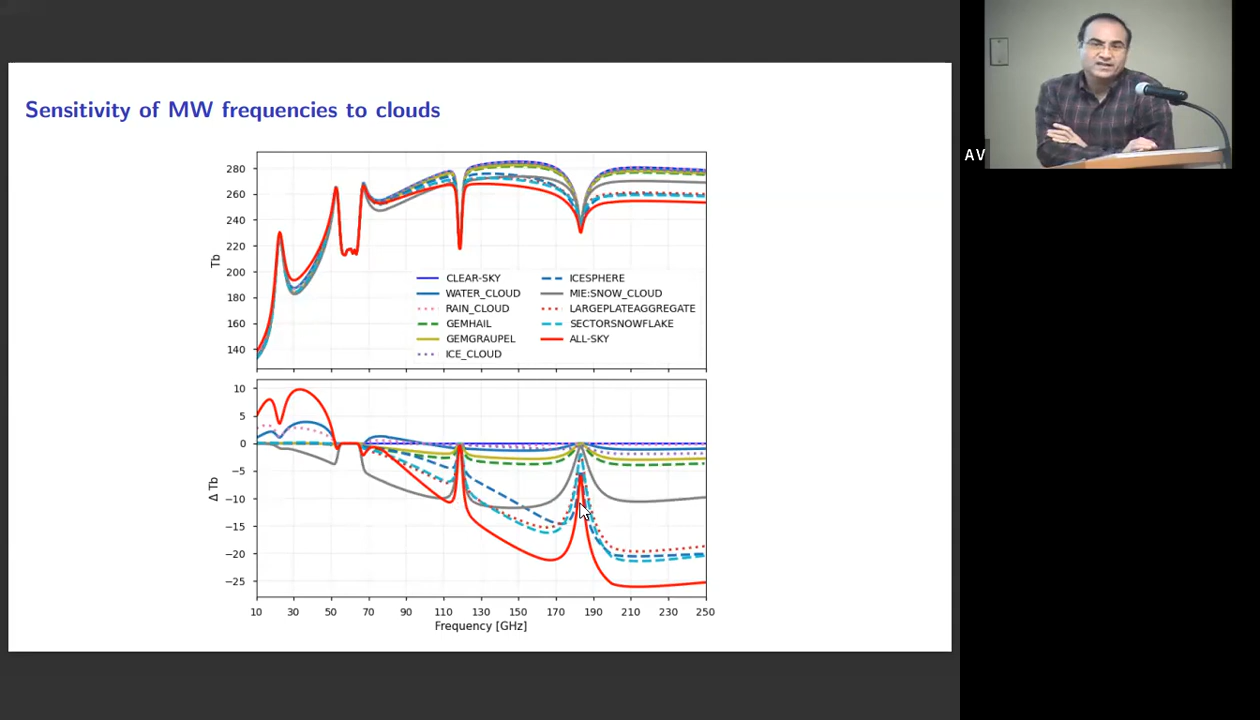 Sensitivity of MW frequencies to clouds
AV
280
260
240
220
200
180
160
140
Tb
CLEAR-SKY
WATER_CLOUD
RAIN_CLOUD
GEMHAIL
GEMGRAUPEL
ICE_CLOUD
ICESPHERE
MIE:SNOW_CLOUD
LARGEPLATEAGGREGATE
SECTORSNOWFLAKE
ALL-SKY
10
5
0
−5
−10
−15
−20
−25
Δ Tb
10 30 50 70 90 110 130 150 170 190 210 230 250
Frequency [GHz]